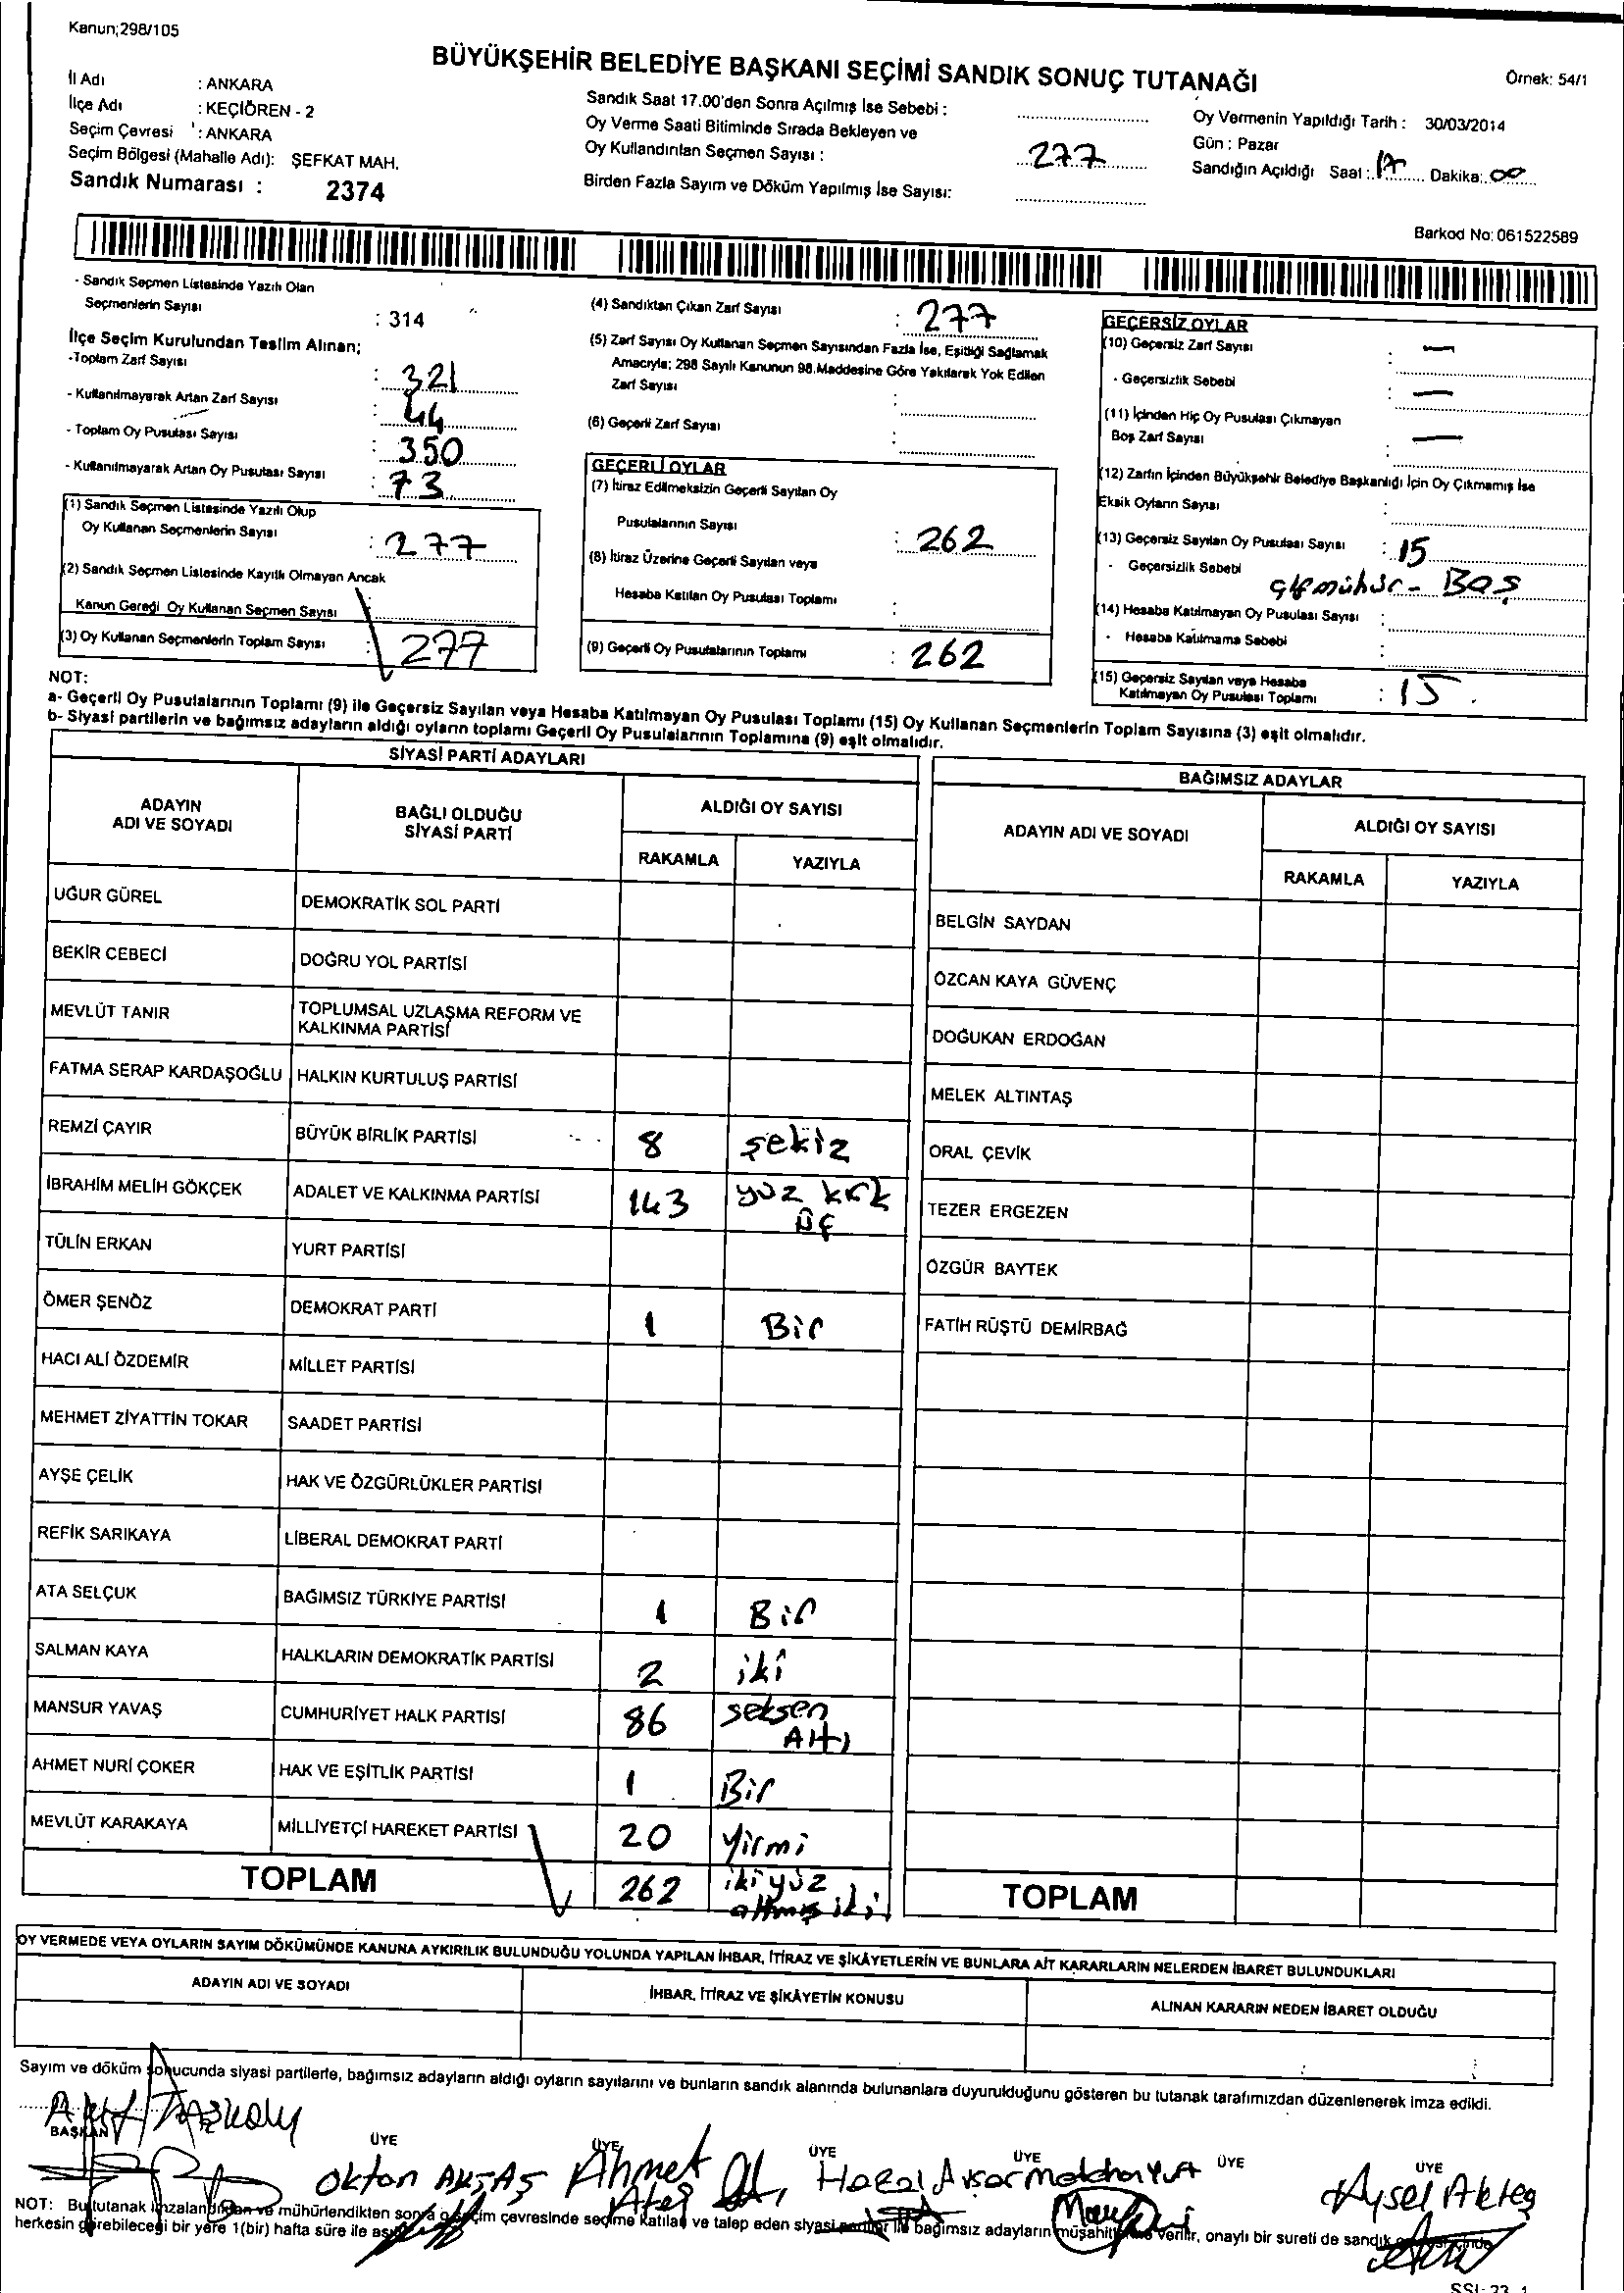 Kanun;298/105
BÜYÜKŞEHİR BELEDİYE BAŞKANI SEÇİMİ SANDIK SONUÇ TUTANAĞI
Örnek: 54/1
İl Adı : ANKARA
İlçe Adı : KEÇİÖREN - 2
Seçim Çevresi : ANKARA
Seçim Bölgesi (Mahalle Adı): ŞEFKAT MAH.
Sandık Numarası : 2374
Sandık Saat 17.00'den Sonra Açılmış İse Sebebi :
Oy Verme Saati Bitiminde Sırada Bekleyen ve
Oy Kullandırılan Seçmen Sayısı : 277
Birden Fazla Sayım ve Döküm Yapılmış İse Sayısı:
Oy Vermenin Yapıldığı Tarih : 30/03/2014
Gün : Pazar
Sandığın Açıldığı Saat : 17 Dakika: 00
Barkod No: 061522589
- Sandık Seçmen Listesinde Yazılı Olan
Seçmenlerin Sayısı : 314
İlçe Seçim Kurulundan Teslim Alınan;
-Toplam Zarf Sayısı : 321
- Kullanılmayarak Artan Zarf Sayısı : 44
- Toplam Oy Pusulası Sayısı : 350
- Kullanılmayarak Artan Oy Pusulası Sayısı : 73
(1) Sandık Seçmen Listesinde Yazılı Olup
Oy Kullanan Seçmenlerin Sayısı : 277
(2) Sandık Seçmen Listesinde Kayıtlı Olmayan Ancak
Kanun Gereği Oy Kullanan Seçmen Sayısı :
(3) Oy Kullanan Seçmenlerin Toplam Sayısı : 277
(4) Sandıktan Çıkan Zarf Sayısı : 277
(5) Zarf Sayısı Oy Kullanan Seçmen Sayısından Fazla İse, Eşitliği Sağlamak
Amacıyla; 298 Sayılı Kanunun 98.Maddesine Göre Yakılarak Yok Edilen
Zarf Sayısı :
(6) Geçerli Zarf Sayısı :
GEÇERLİ OYLAR
(7) İtiraz Edilmeksizin Geçerli Sayılan Oy
Pusulalarının Sayısı : 262
(8) İtiraz Üzerine Geçerli Sayılan veya
Hesaba Katılan Oy Pusulası Toplamı :
(9) Geçerli Oy Pusulalarının Toplamı : 262
GEÇERSİZ OYLAR
(10) Geçersiz Zarf Sayısı : —
- Geçersizlik Sebebi : —
(11) İçinden Hiç Oy Pusulası Çıkmayan
Boş Zarf Sayısı : —
(12) Zarfın İçinden Büyükşehir Belediye Başkanlığı İçin Oy Çıkmamış İse
Eksik Oyların Sayısı :
(13) Geçersiz Sayılan Oy Pusulası Sayısı : 15
- Geçersizlik Sebebi mühür - Boş
(14) Hesaba Katılmayan Oy Pusulası Sayısı :
- Hesaba Katılmama Sebebi :
(15) Geçersiz Sayılan veya Hesaba
Katılmayan Oy Pusulası Toplamı : 15
NOT:
a- Geçerli Oy Pusulalarının Toplamı (9) ile Geçersiz Sayılan veya Hesaba Katılmayan Oy Pusulası Toplamı (15) Oy Kullanan Seçmenlerin Toplam Sayısına (3) eşit olmalıdır.
b- Siyasi partilerin ve bağımsız adayların aldığı oyların toplamı Geçerli Oy Pusulalarının Toplamına (9) eşit olmalıdır.
SİYASİ PARTİ ADAYLARI
ADAYIN ADI VE SOYADI
BAĞLI OLDUĞU SİYASİ PARTİ
ALDIĞI OY SAYISI
RAKAMLA YAZIYLA
UĞUR GÜREL DEMOKRATİK SOL PARTİ
BEKİR CEBECİ DOĞRU YOL PARTİSİ
MEVLÜT TANIR TOPLUMSAL UZLAŞMA REFORM VE
KALKINMA PARTİSİ
FATMA SERAP KARDAŞOĞLU HALKIN KURTULUŞ PARTİSİ
REMZİ ÇAYIR BÜYÜK BİRLİK PARTİSİ 8 şekiz
İBRAHİM MELİH GÖKÇEK ADALET VE KALKINMA PARTİSİ 143 yüz kırk
üç
TÜLİN ERKAN YURT PARTİSİ
ÖMER ŞENÖZ DEMOKRAT PARTİ 1 Bir
HACI ALİ ÖZDEMİR MİLLET PARTİSİ
MEHMET ZİYATTİN TOKAR SAADET PARTİSİ
AYŞE ÇELİK HAK VE ÖZGÜRLÜKLER PARTİSİ
REFİK SARIKAYA LİBERAL DEMOKRAT PARTİ
ATA SELÇUK BAĞIMSIZ TÜRKİYE PARTİSİ 1 Bir
SALMAN KAYA HALKLARIN DEMOKRATİK PARTİSİ 2 iki
MANSUR YAVAŞ CUMHURİYET HALK PARTİSİ 86 seksen
Altı
AHMET NURİ ÇOKER HAK VE EŞİTLİK PARTİSİ 1 Bir
MEVLÜT KARAKAYA MİLLİYETÇİ HAREKET PARTİSİ 20 Yirmi
TOPLAM 262 ikiyüz
altmış iki
BAĞIMSIZ ADAYLAR
ADAYIN ADI VE SOYADI
ALDIĞI OY SAYISI
RAKAMLA YAZIYLA
BELGİN SAYDAN
ÖZCAN KAYA GÜVENÇ
DOĞUKAN ERDOĞAN
MELEK ALTINTAŞ
ORAL ÇEVİK
TEZER ERGEZEN
ÖZGÜR BAYTEK
FATİH RÜŞTÜ DEMİRBAĞ
TOPLAM
OY VERMEDE VEYA OYLARIN SAYIM DÖKÜMÜNDE KANUNA AYKIRILIK BULUNDUĞU YOLUNDA YAPILAN İHBAR, İTİRAZ VE ŞİKÂYETLERİN VE BUNLARA AİT KARARLARIN NELERDEN İBARET BULUNDUKLARI
ADAYIN ADI VE SOYADI
İHBAR, İTİRAZ VE ŞİKÂYETİN KONUSU
ALINAN KARARIN NEDEN İBARET OLDUĞU
Sayım ve döküm sonucunda siyasi partilerle, bağımsız adayların aldığı oyların sayılarını ve bunların sandık alanında bulunanlara duyurulduğunu gösteren bu tutanak tarafımızdan düzenlenerek imza edildi.
BAŞKAN ÜYE ÜYE ÜYE ÜYE ÜYE ÜYE
Oktan AKTAŞ Ahmet Ateş Aysel Akteş
NOT: Bu tutanak imzalandıktan ve mühürlendikten sonra o seçim çevresinde seçime katılan ve talep eden siyasi partiler ile bağımsız adayların müşahitlerine verilir, onaylı bir sureti de sandık
herkesin görebileceği bir yere 1(bir) hafta süre ile